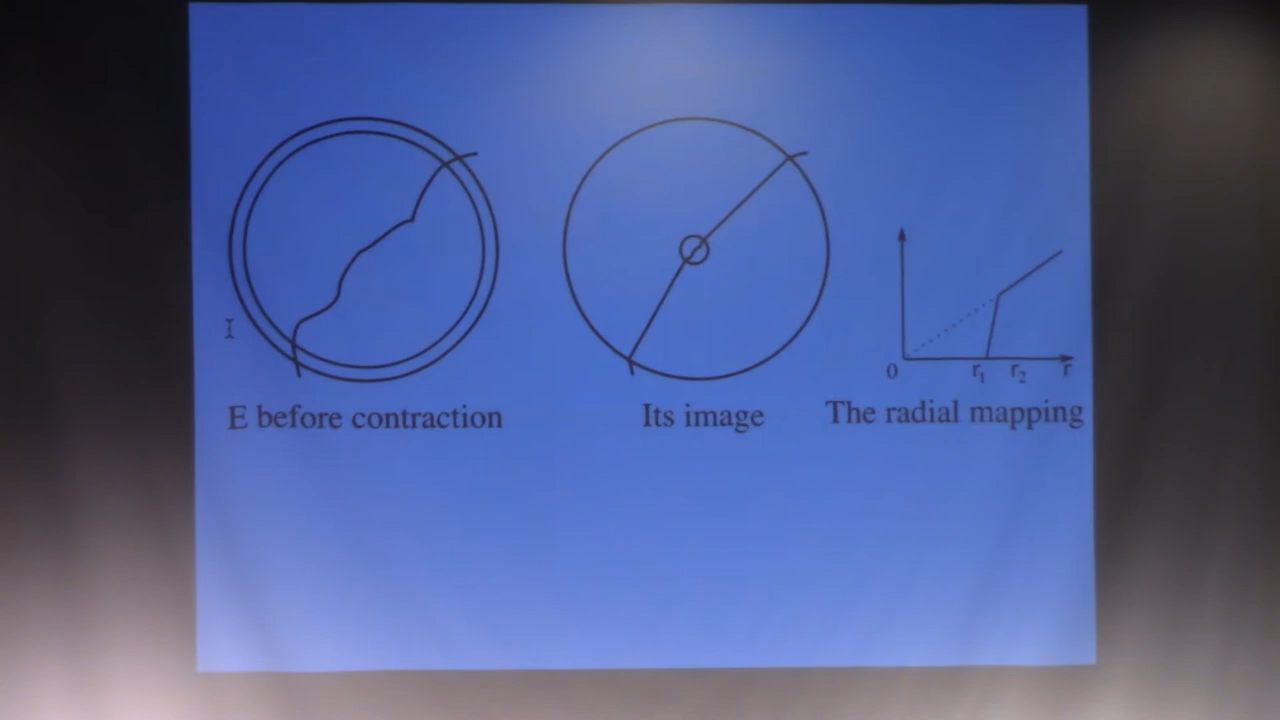 0
r1
r2
r
E before contraction
Its image
The radial mapping